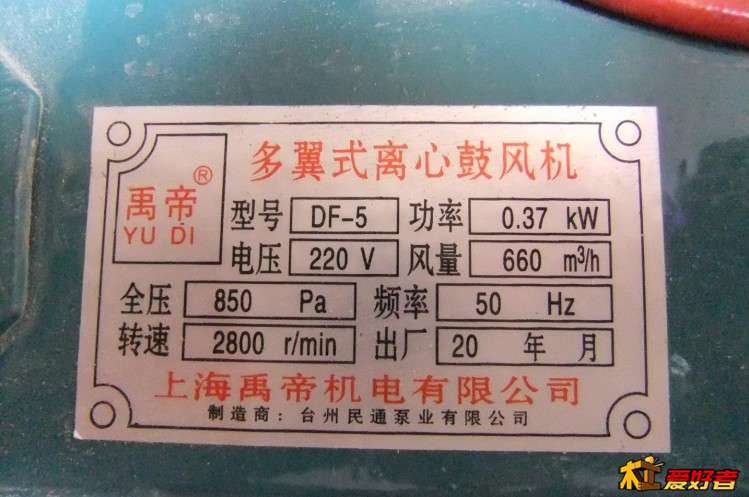 多翼式离心鼓风机
禹帝®
YU DI
型号 DF-5 功率 0.37 kW
电压 220 V 风量 660 m³/h
全压 850 Pa 频率 50 Hz
转速 2800 r/min 出厂 20 年 月
上海禹帝机电有限公司
制造商：台州民通泵业有限公司
木工爱好者